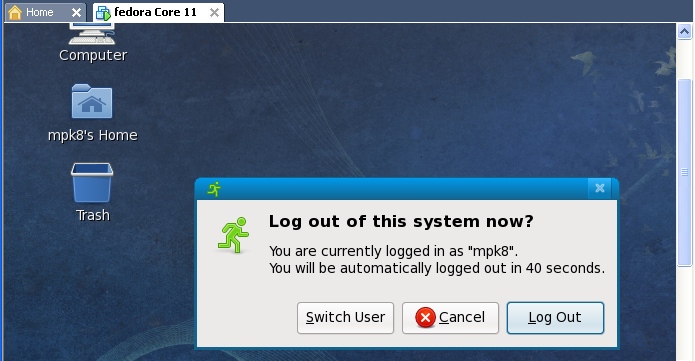 Home
fedora Core 11
Computer
mpk8's Home
Trash
Log out of this system now?
You are currently logged in as "mpk8".
You will be automatically logged out in 40 seconds.
Switch User
Cancel
Log Out